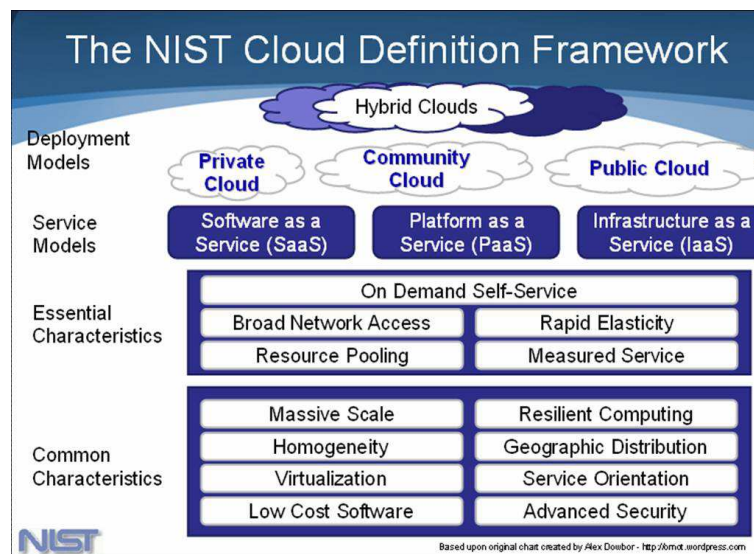 The NIST Cloud Definition Framework
Hybrid Clouds
Deployment
Models
Private
Cloud
Community
Cloud
Public Cloud
Service
Models
Software as a
Service (SaaS)
Platform as a
Service (PaaS)
Infrastructure as a
Service (IaaS)
Essential
Characteristics
On Demand Self-Service
Broad Network Access
Rapid Elasticity
Resource Pooling
Measured Service
Common
Characteristics
Massive Scale
Resilient Computing
Homogeneity
Geographic Distribution
Virtualization
Service Orientation
Low Cost Software
Advanced Security
NIST
Based upon original chart created by Alex Dowbor - http://ornot.wordpress.com